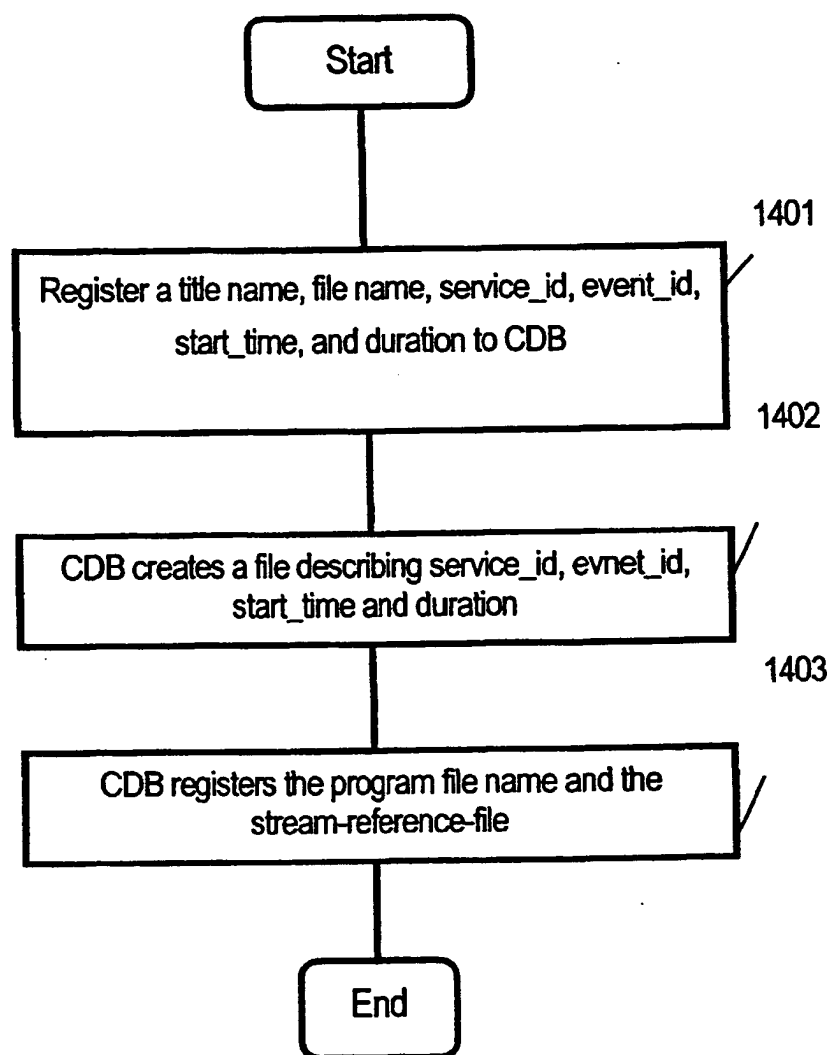 Start
1401
Register a title name, file name, service_id, event_id,
start_time, and duration to CDB
1402
CDB creates a file describing service_id, evnet_id,
start_time and duration
1403
CDB registers the program file name and the
stream-reference-file
End